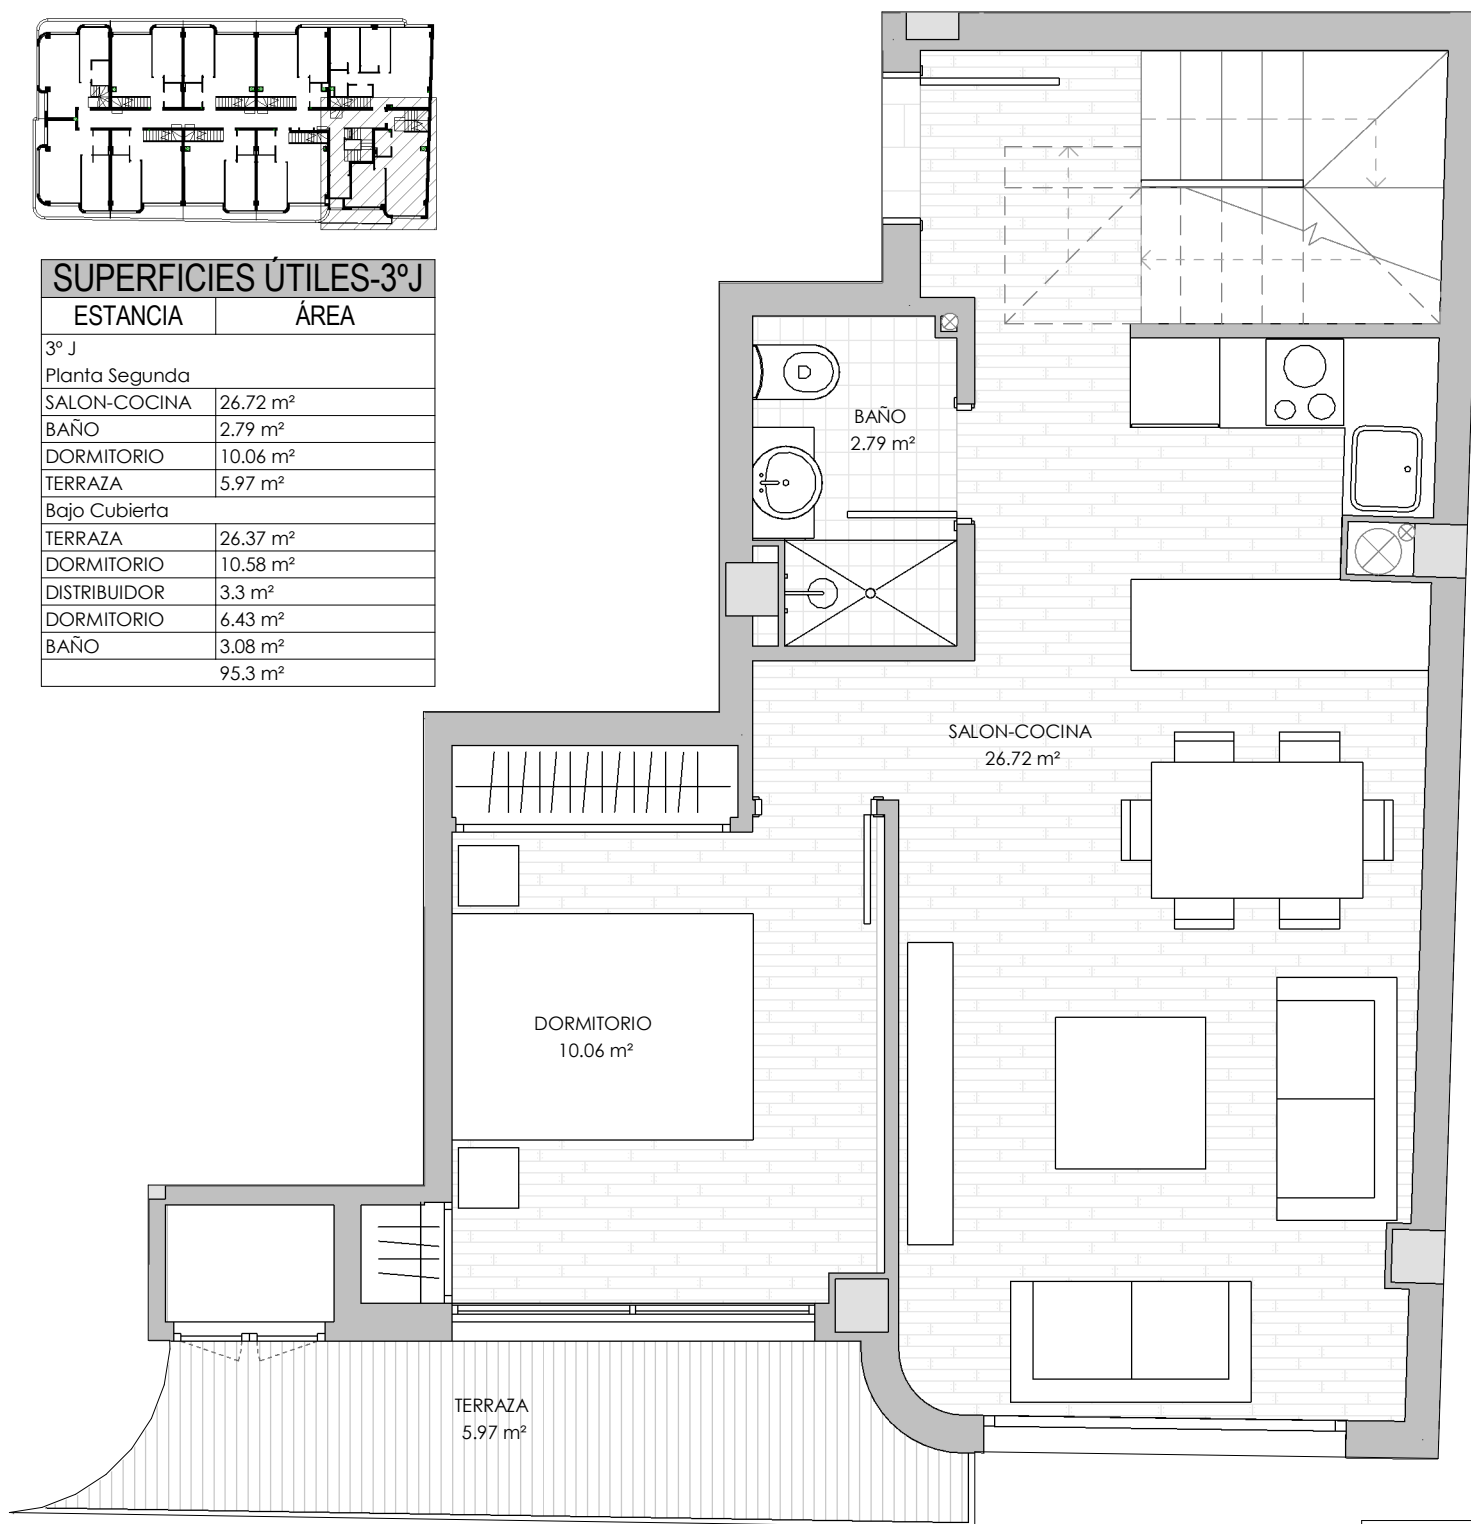 SUPERFICIES ÚTILES-3ºJ
ESTANCIA ÁREA
3º J
Planta Segunda
SALON-COCINA 26.72 m²
BAÑO 2.79 m²
DORMITORIO 10.06 m²
TERRAZA 5.97 m²
Bajo Cubierta
TERRAZA 26.37 m²
DORMITORIO 10.58 m²
DISTRIBUIDOR 3.3 m²
DORMITORIO 6.43 m²
BAÑO 3.08 m²
95.3 m²
BAÑO
2.79 m²
SALON-COCINA
26.72 m²
DORMITORIO
10.06 m²
TERRAZA
5.97 m²